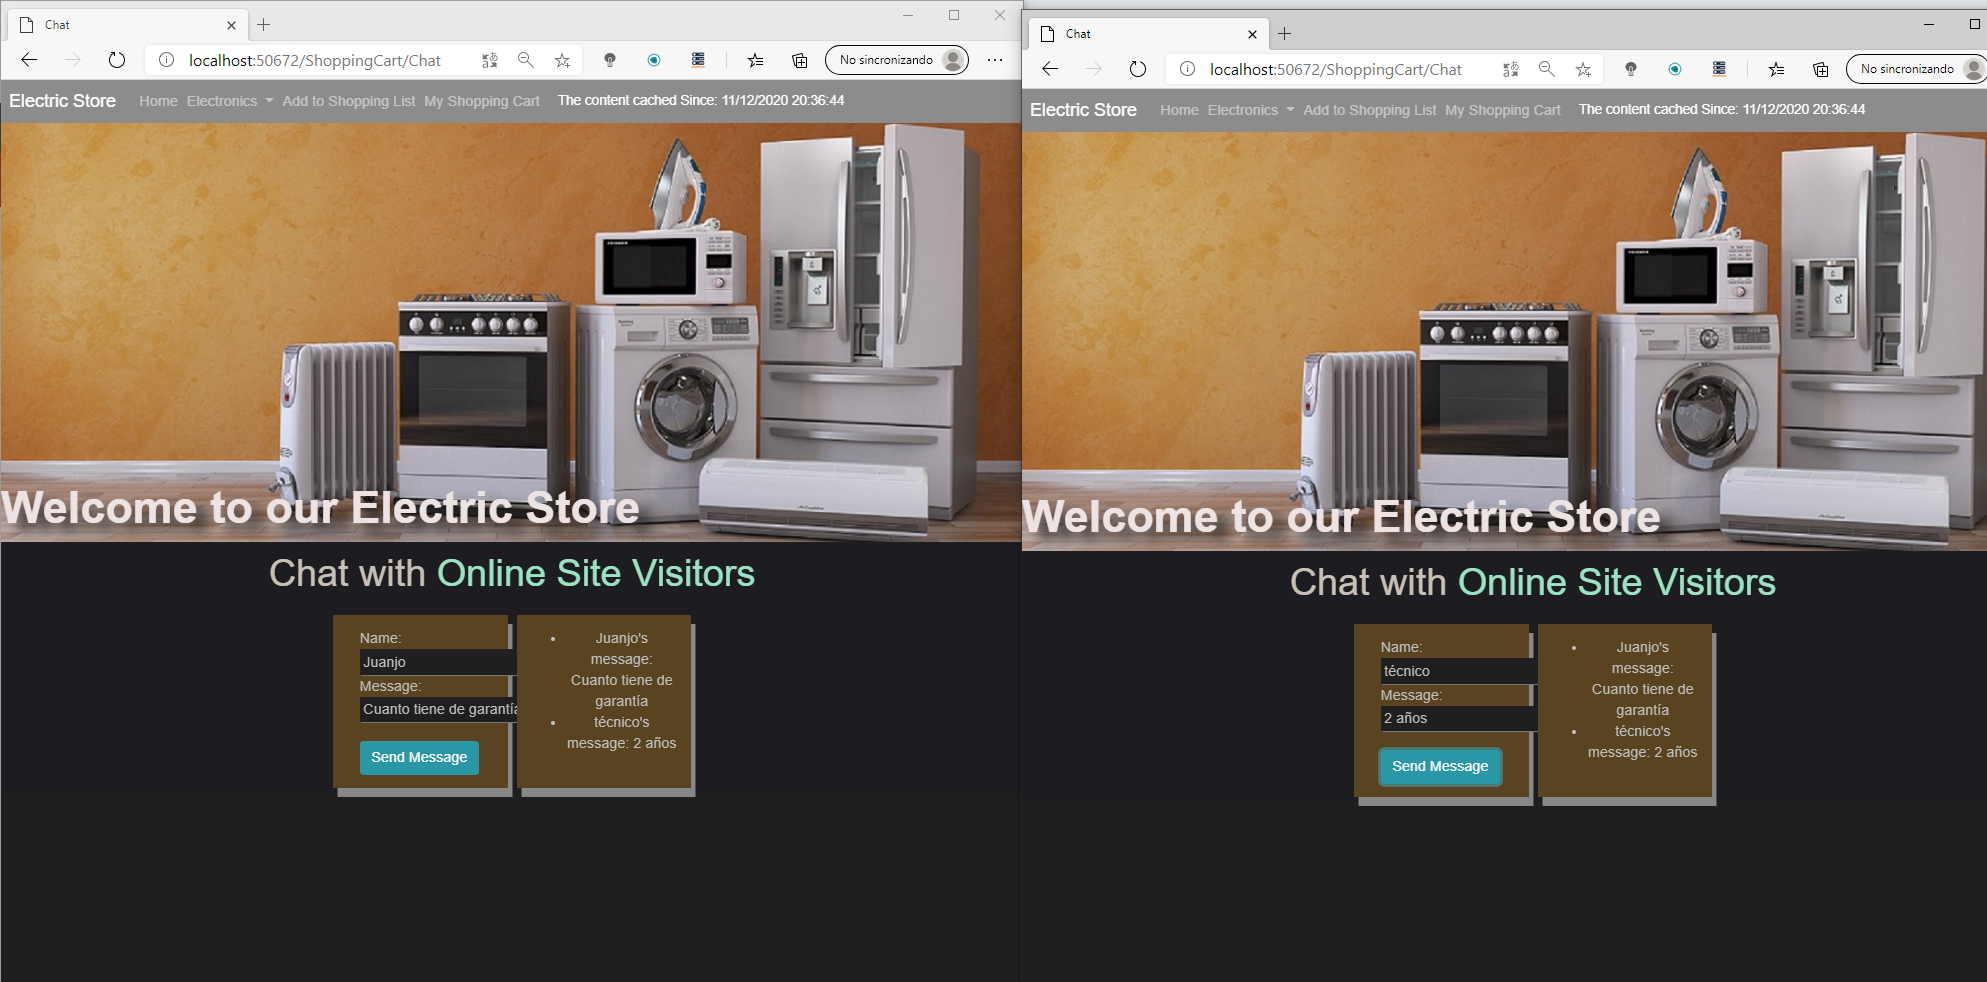 Chat
localhost:50672/ShoppingCart/Chat
No sincronizando
Electric Store
Home Electronics Add to Shopping List My Shopping Cart The content cached Since: 11/12/2020 20:36:44
Welcome to our Electric Store
Chat with Online Site Visitors
Name:
Juanjo
Message:
Cuanto tiene de garantía
Send Message
Juanjo's
message:
Cuanto tiene de
garantía
técnico's
message: 2 años
Chat
localhost:50672/ShoppingCart/Chat
No sincronizando
Electric Store
Home Electronics Add to Shopping List My Shopping Cart The content cached Since: 11/12/2020 20:36:44
Welcome to our Electric Store
Chat with Online Site Visitors
Name:
técnico
Message:
2 años
Send Message
Juanjo's
message:
Cuanto tiene de
garantía
técnico's
message: 2 años